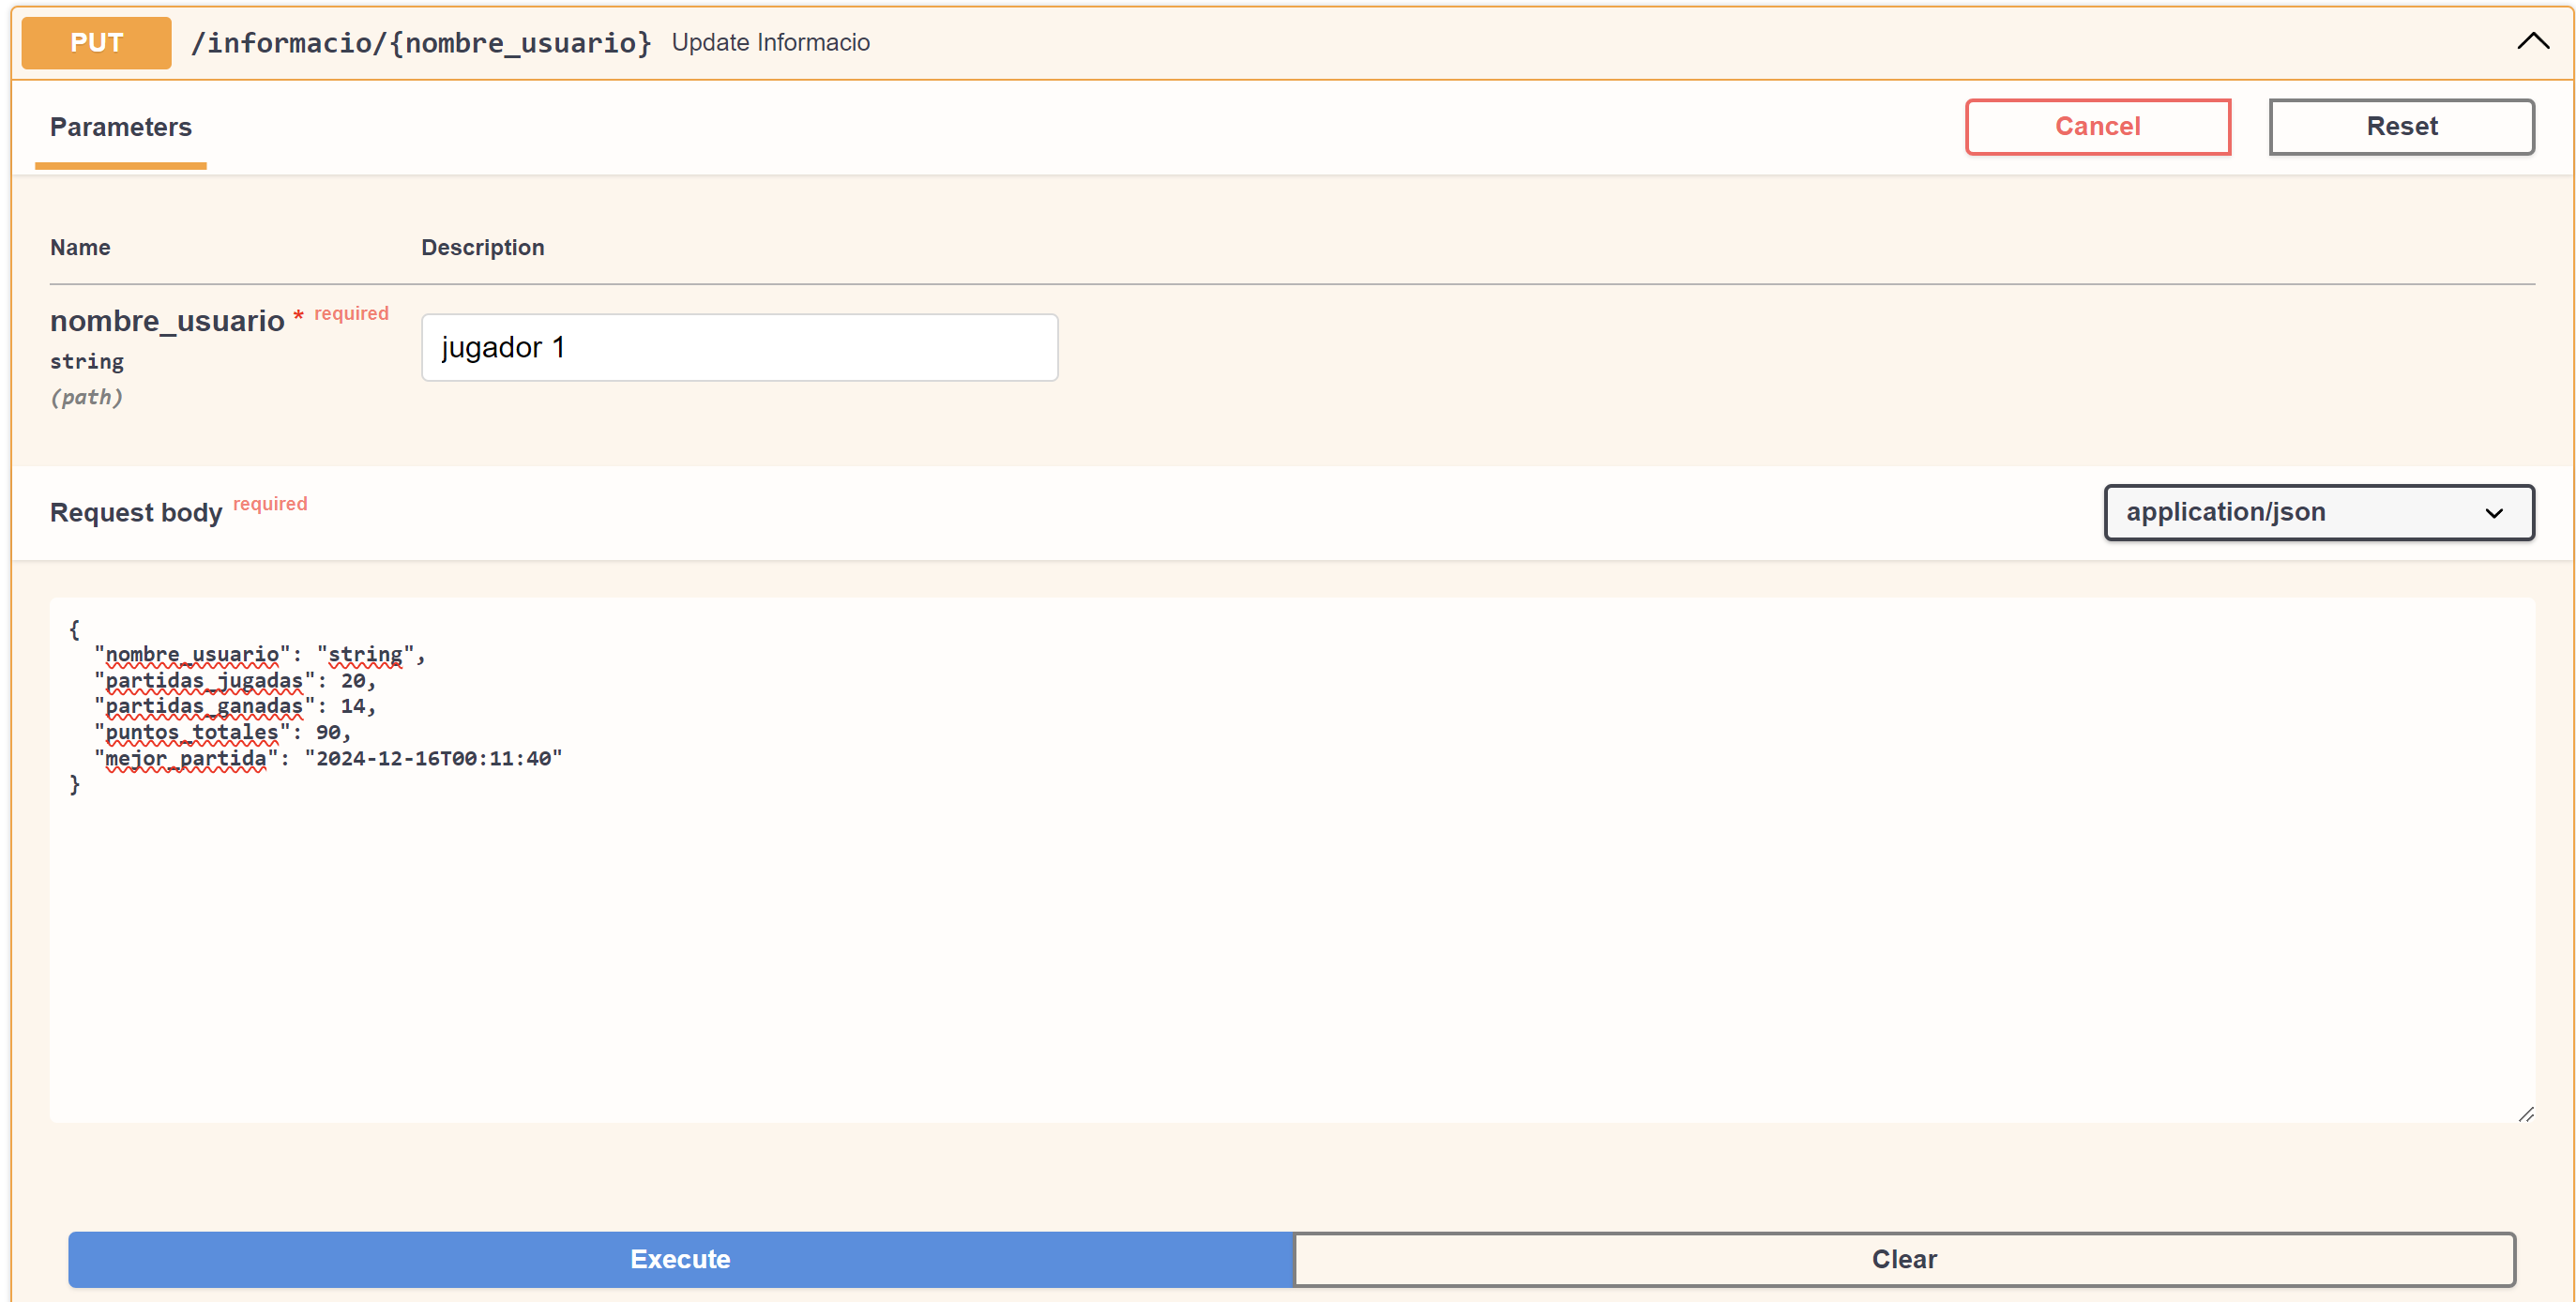 PUT /informacio/{nombre_usuario} Update Informacio
Parameters
Cancel
Reset
Name Description
nombre_usuario * required
string
(path)
jugador 1
Request body required
application/json
{
  "nombre_usuario": "string",
  "partidas_jugadas": 20,
  "partidas_ganadas": 14,
  "puntos_totales": 90,
  "mejor_partida": "2024-12-16T00:11:40"
}
Execute
Clear